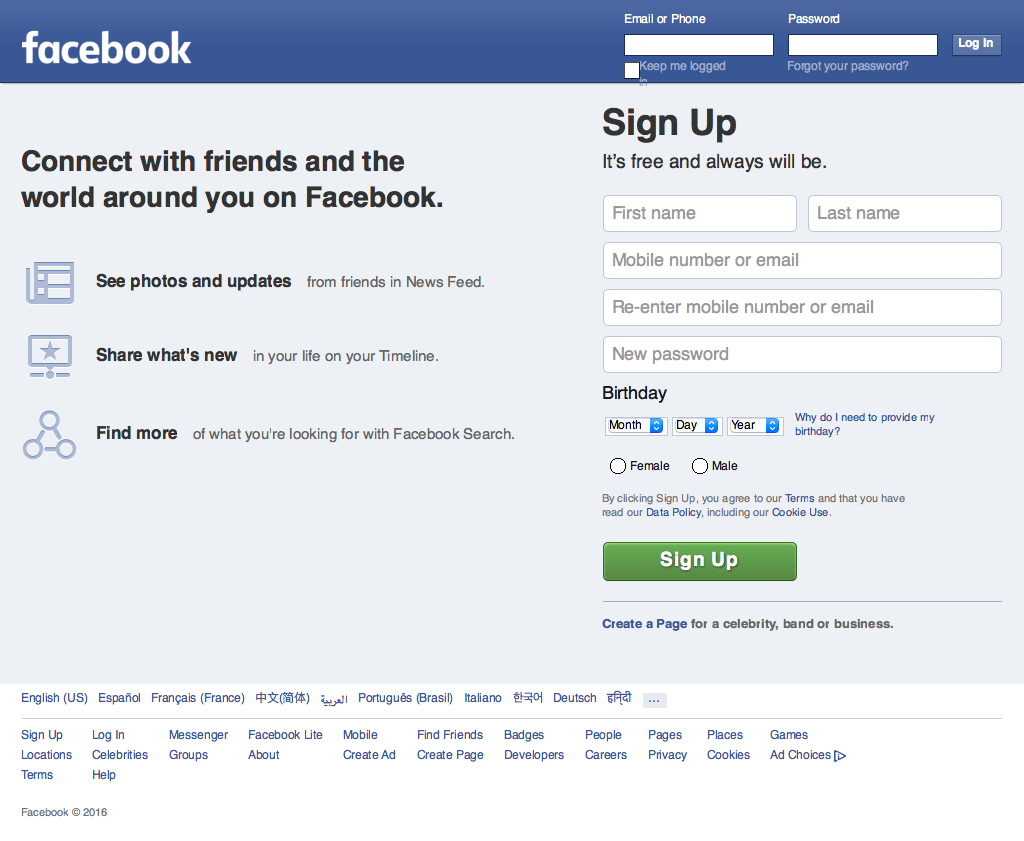 facebook
Email or Phone
Password
Log In
Keep me logged
in
Forgot your password?
Connect with friends and the
world around you on Facebook.
See photos and updates from friends in News Feed.
Share what's new in your life on your Timeline.
Find more of what you're looking for with Facebook Search.
Sign Up
It's free and always will be.
First name Last name
Mobile number or email
Re-enter mobile number or email
New password
Birthday
Month Day Year
Why do I need to provide my
birthday?
Female Male
By clicking Sign Up, you agree to our Terms and that you have
read our Data Policy, including our Cookie Use.
Sign Up
Create a Page for a celebrity, band or business.
English (US) Español Français (France) 中文(简体) العربية Português (Brasil) Italiano 한국어 Deutsch हिन्दी ...
Sign Up Log In Messenger Facebook Lite Mobile Find Friends Badges People Pages Places Games
Locations Celebrities Groups About Create Ad Create Page Developers Careers Privacy Cookies Ad Choices
Terms Help
Facebook © 2016